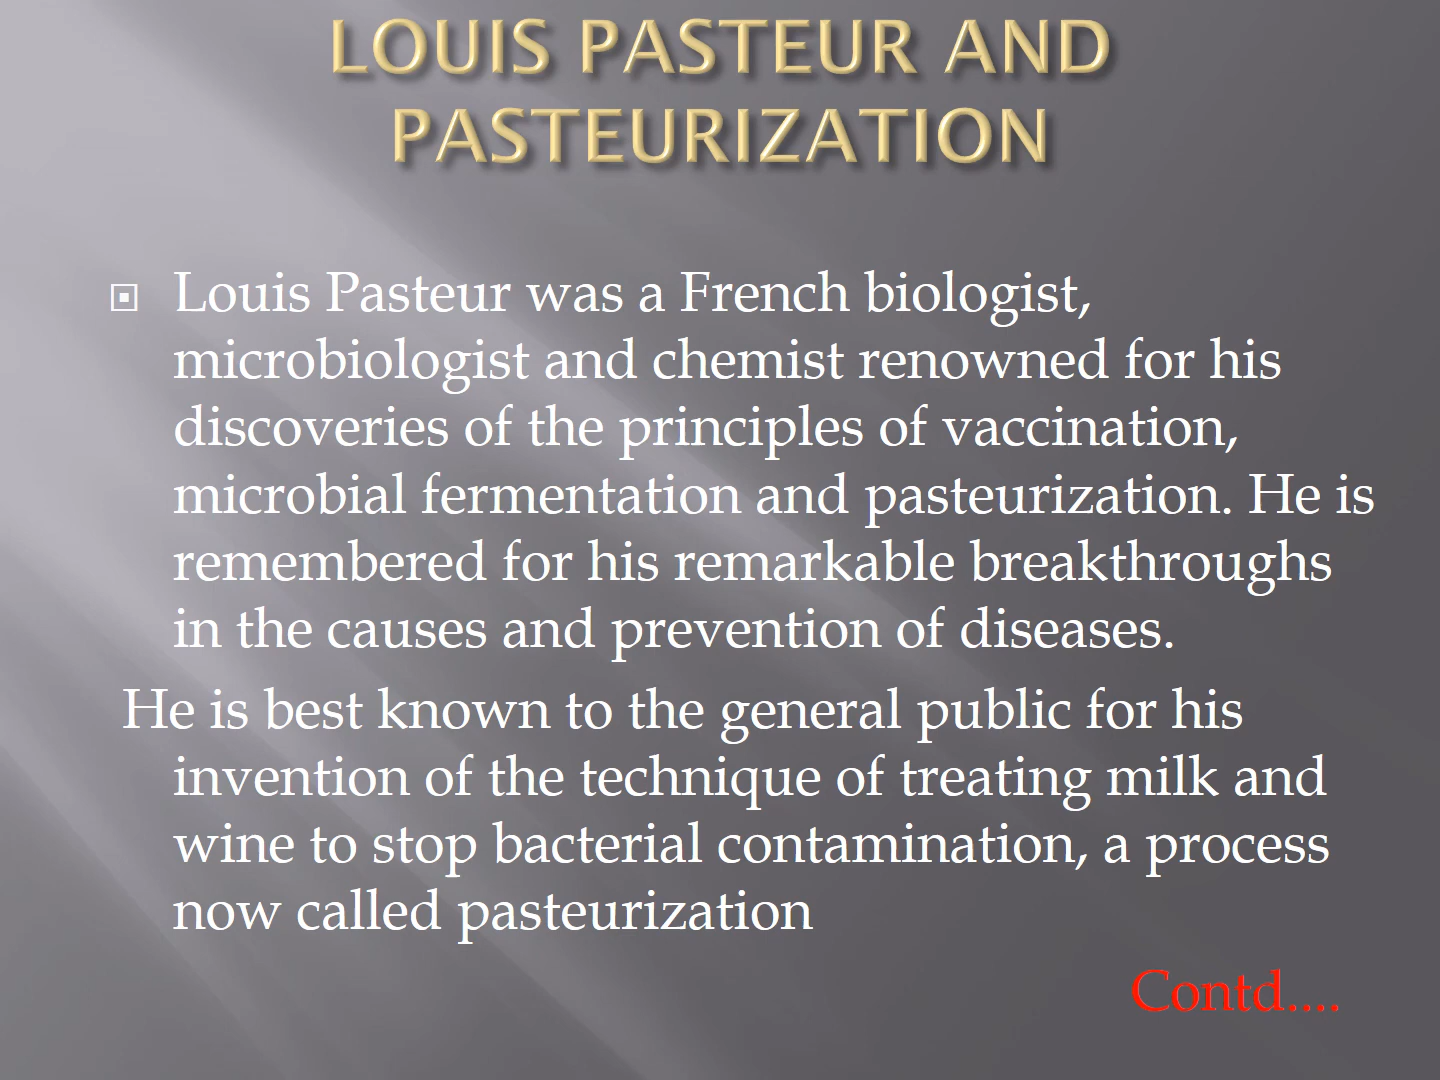 LOUIS PASTEUR AND
PASTEURIZATION
Louis Pasteur was a French biologist,
microbiologist and chemist renowned for his
discoveries of the principles of vaccination,
microbial fermentation and pasteurization. He is
remembered for his remarkable breakthroughs
in the causes and prevention of diseases.
He is best known to the general public for his
invention of the technique of treating milk and
wine to stop bacterial contamination, a process
now called pasteurization
Contd....